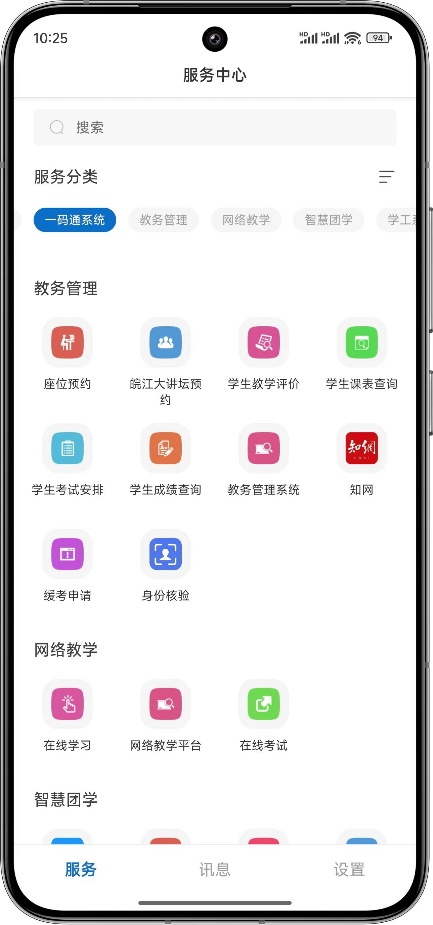 10:25
HD HD 94
服务中心
搜索
服务分类
一码通系统 教务管理 网络教学 智慧团学 学工系
教务管理
座位预约 皖江大讲坛预约 学生教学评价 学生课表查询
学生考试安排 学生成绩查询 教务管理系统 知网
知網
缓考申请 身份核验
网络教学
在线学习 网络教学平台 在线考试
智慧团学
服务 讯息 设置